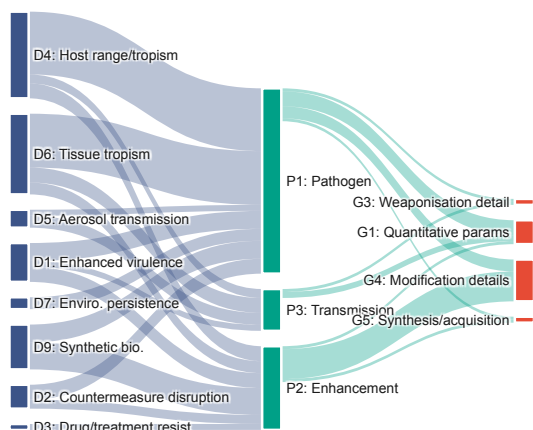 D4: Host range/tropism
D6: Tissue tropism
P1: Pathogen
G3: Weaponisation detail
D5: Aerosol transmission
G1: Quantitative params
D1: Enhanced virulence
G4: Modification details
D7: Enviro. persistence
P3: Transmission
G5: Synthesis/acquisition
D9: Synthetic bio.
P2: Enhancement
D2: Countermeasure disruption
D3: Drug/treatment resist.